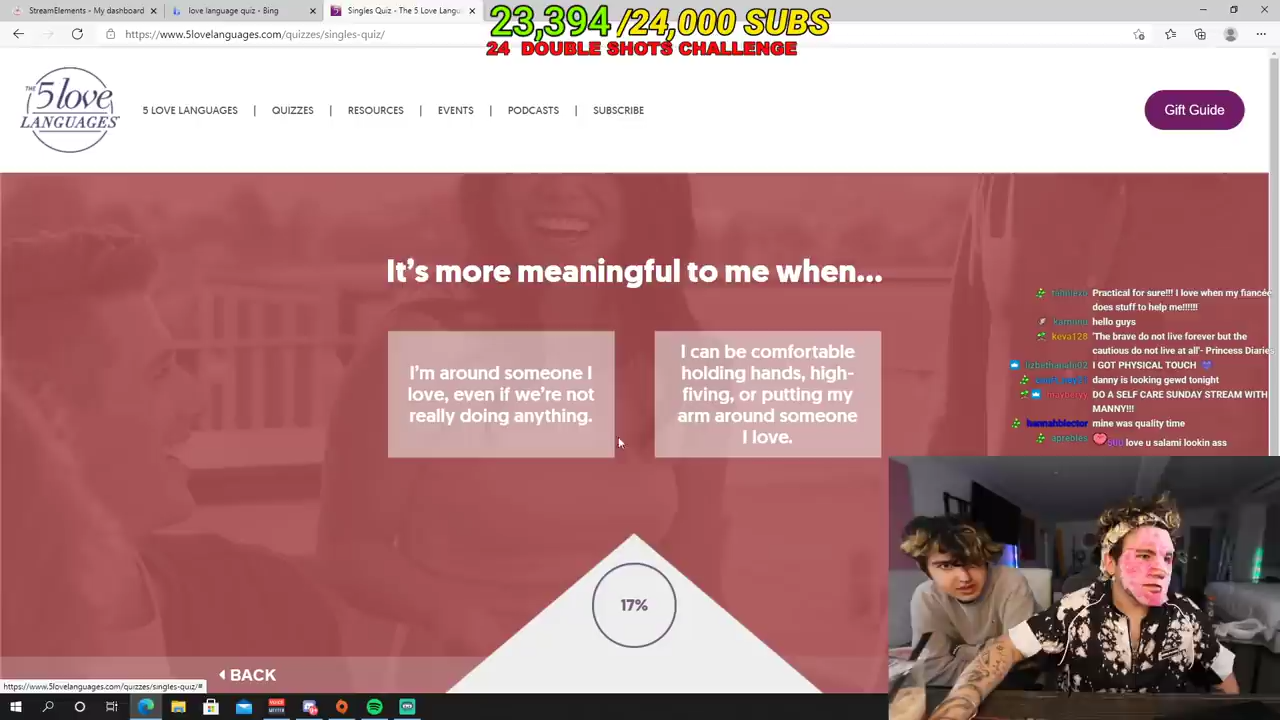 StreamElements - My dashboard
love language quiz - Bing
Singles Quiz - The 5 Love Langu
23,394 /24,000 SUBS
24 DOUBLE SHOTS CHALLENGE
https://www.5lovelanguages.com/quizzes/singles-quiz/
THE 5 love LANGUAGES
5 LOVE LANGUAGES | QUIZZES | RESOURCES | EVENTS | PODCASTS | SUBSCRIBE
Gift Guide
It's more meaningful to me when...
I'm around someone I
love, even if we're not
really doing anything.
I can be comfortable
holding hands, high-
fiving, or putting my
arm around someone
I love.
Practical for sure!!! I love when my fiancée
does stuff to help me!!!!!!
hello guys
keva128 'The brave do not live forever but the
cautious do not live at all'- Princess Diaries
I GOT PHYSICAL TOUCH
danny is looking gewd tonight
DO A SELF CARE SUNDAY STREAM WITH
MANNY!!!
hannahblector mine was quality time
aprebles love u salami lookin ass
17%
BACK
https://www.5lovelanguages.com/quizzes/singles-quiz/#